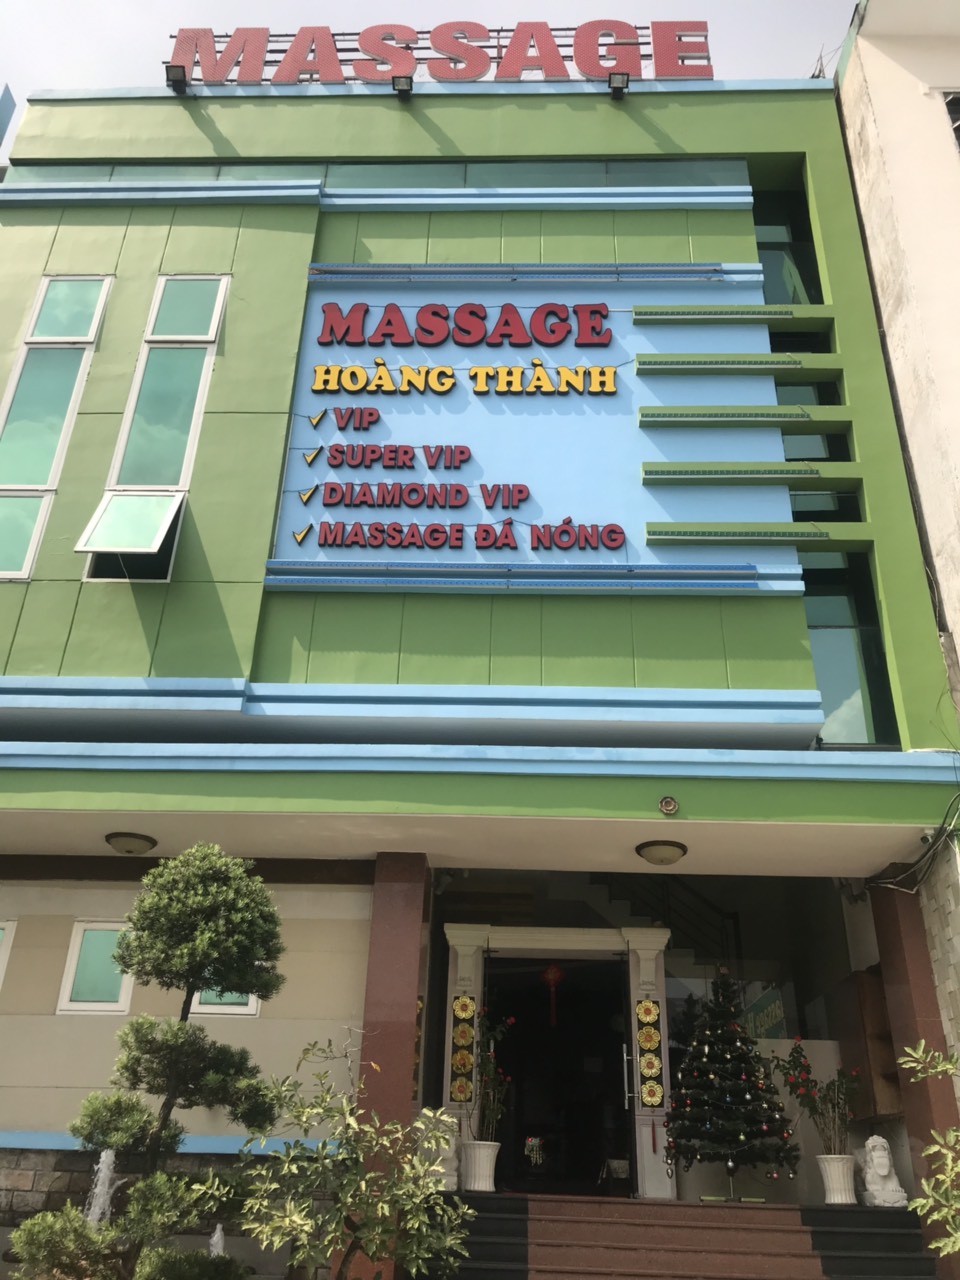 MASSAGE
MASSAGE
HOÀNG THÀNH
VIP
SUPER VIP
DIAMOND VIP
MASSAGE ĐÁ NÓNG